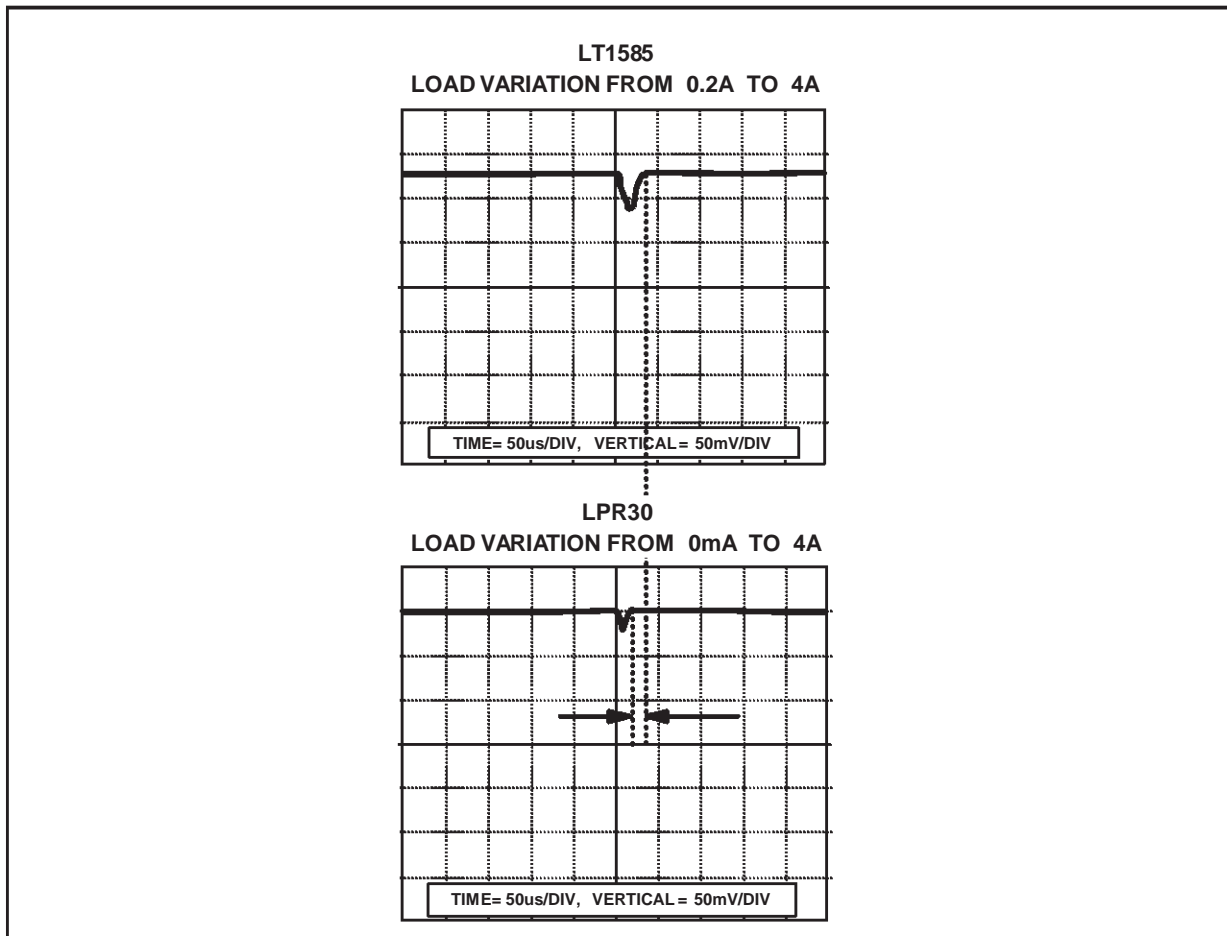 LT1585
LOAD VARIATION FROM 0.2A TO 4A
TIME= 50us/DIV, VERTICAL= 50mV/DIV
LPR30
LOAD VARIATION FROM 0mA TO 4A
TIME= 50us/DIV, VERTICAL= 50mV/DIV